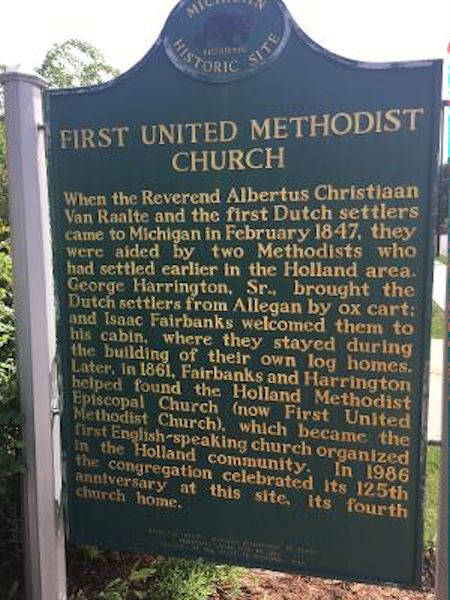 MICHIGAN
REGISTERED
HISTORIC SITE
FIRST UNITED METHODIST
CHURCH
When the Reverend Albertus Christiaan
Van Raalte and the first Dutch settlers
came to Michigan in February 1847, they
were aided by two Methodists who
had settled earlier in the Holland area.
George Harrington, Sr., brought the
Dutch settlers from Allegan by ox cart;
and Isaac Fairbanks welcomed them to
his cabin, where they stayed during
the building of their own log homes.
Later, in 1861, Fairbanks and Harrington
helped found the Holland Methodist
Episcopal Church (now First United
Methodist Church), which became the
first English-speaking church organized
in the Holland community. In 1986
the congregation celebrated its 125th
anniversary at this site, its fourth
church home.